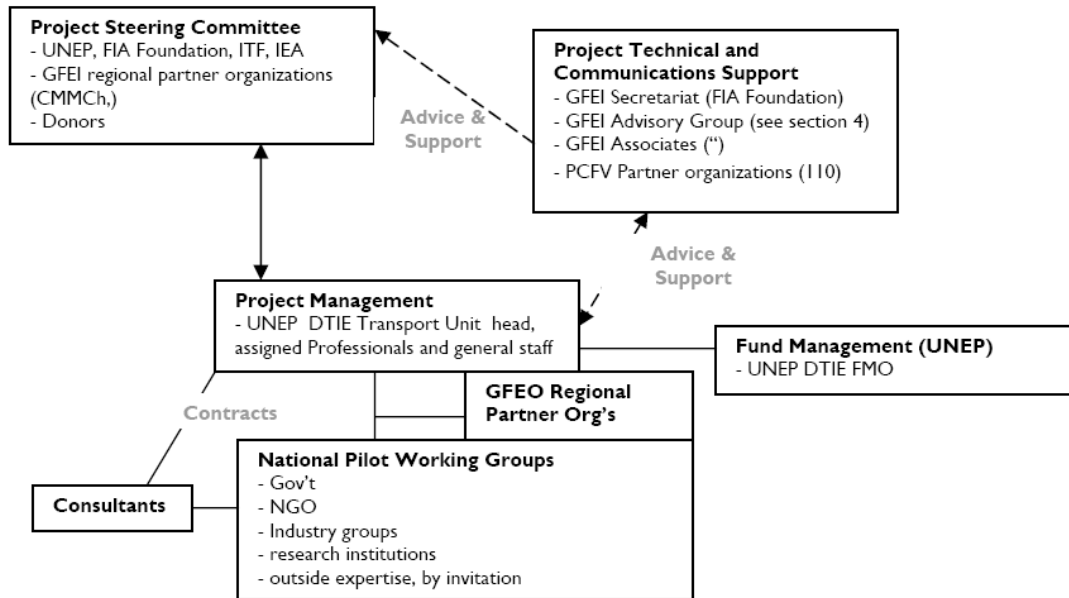 Project Steering Committee
- UNEP, FIA Foundation, ITF, IEA
- GFEI regional partner organizations
(CMMCh,)
- Donors
Project Technical and
Communications Support
- GFEI Secretariat (FIA Foundation)
- GFEI Advisory Group (see section 4)
- GFEI Associates (“)
- PCFV Partner organizations (110)
Advice &
Support
Advice &
Support
Project Management
- UNEP DTIE Transport Unit head,
assigned Professionals and general staff
Fund Management (UNEP)
- UNEP DTIE FMO
GFEO Regional
Partner Org’s
Contracts
National Pilot Working Groups
- Gov’t
- NGO
- Industry groups
- research institutions
- outside expertise, by invitation
Consultants